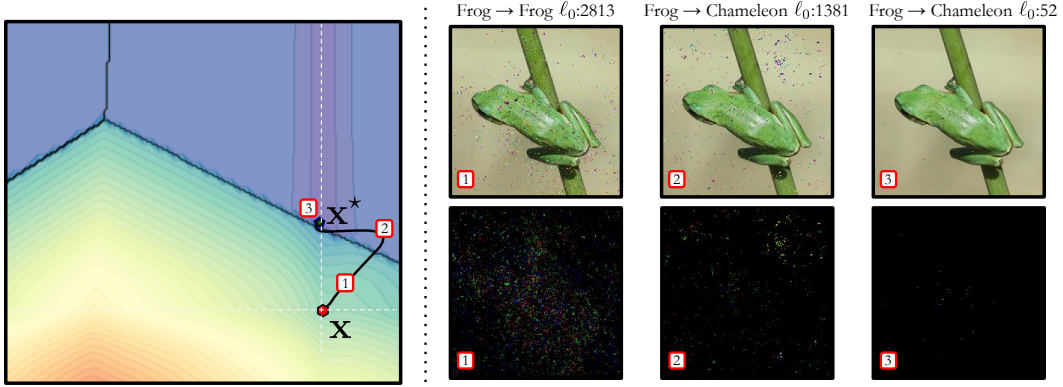 Frog → Frog ℓ₀:2813
Frog → Chameleon ℓ₀:1381
Frog → Chameleon ℓ₀:52
3
x⋆
2
1
x
1
2
3
1
2
3